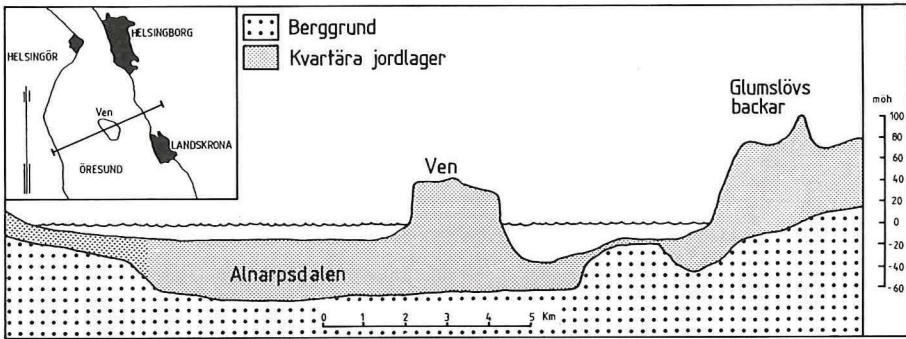 HELSINGBORG
HELSINGÖR
Ven
LANDSKRONA
ÖRESUND
Berggrund
Kvartära jordlager
Glumslövs
backar
möh
Ven
100
80
60
40
20
0
-20
-40
-60
Alnarpsdalen
0 1 2 3 4 5 Km